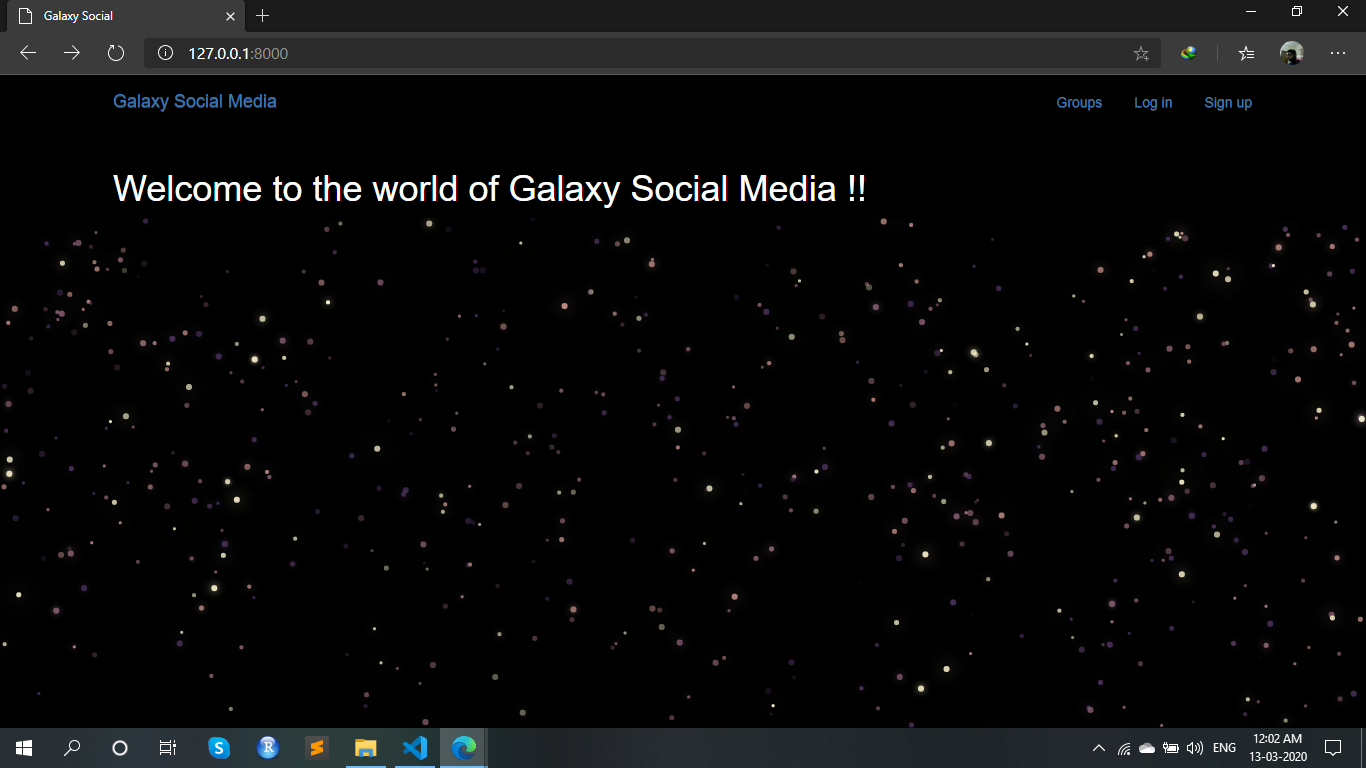 Galaxy Social
127.0.0.1:8000
Galaxy Social Media
Groups
Log in
Sign up
Welcome to the world of Galaxy Social Media !!
S
R
ENG
12:02 AM
13-03-2020